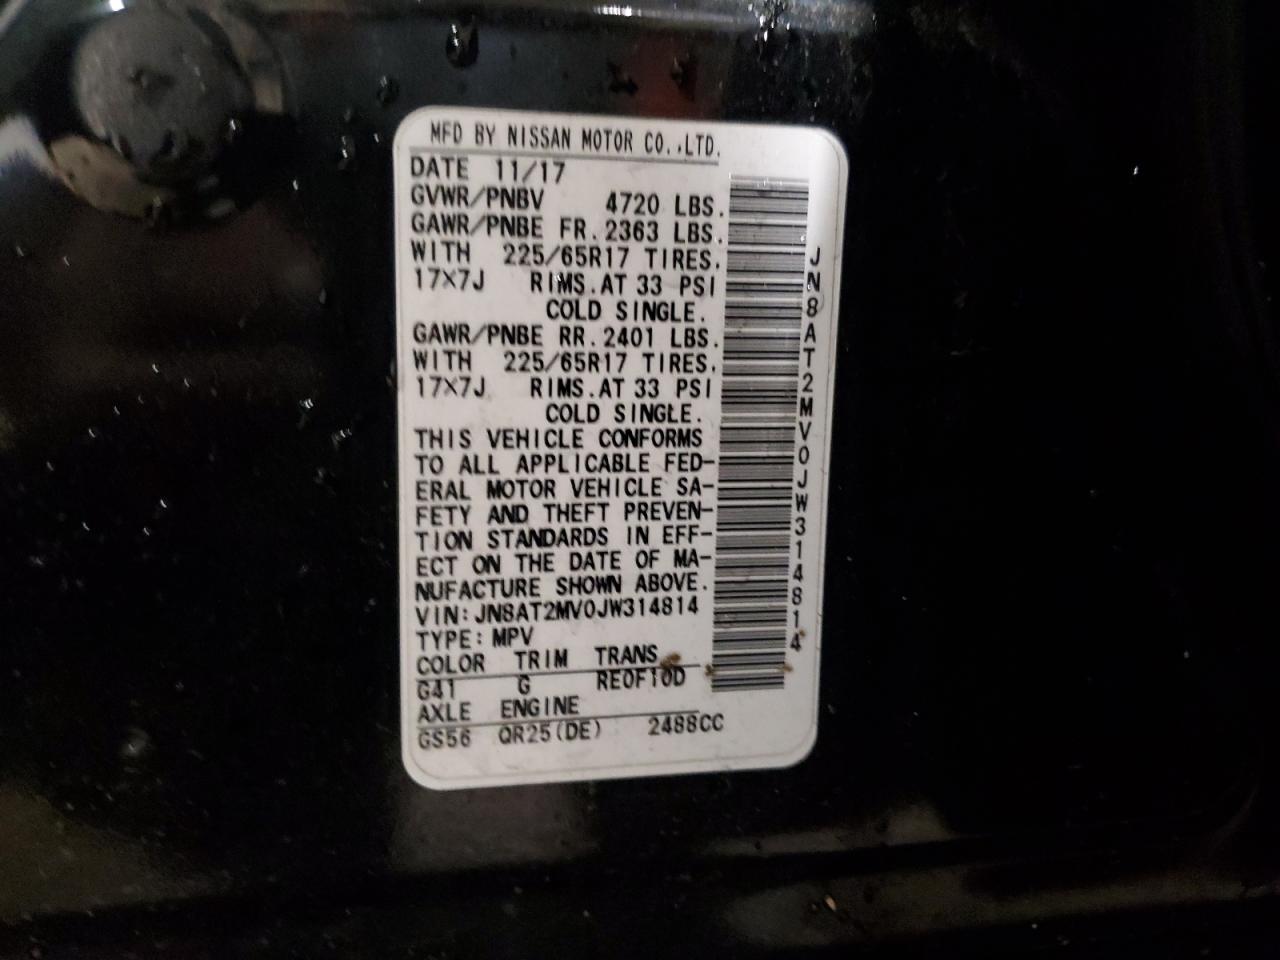 MFD BY NISSAN MOTOR CO.,LTD.
DATE 11/17
GVWR/PNBV 4720 LBS.
GAWR/PNBE FR. 2363 LBS.
WITH 225/65R17 TIRES.
17×7J RIMS.AT 33 PSI
COLD SINGLE.
GAWR/PNBE RR. 2401 LBS.
WITH 225/65R17 TIRES.
17×7J RIMS.AT 33 PSI
COLD SINGLE.
THIS VEHICLE CONFORMS
TO ALL APPLICABLE FED-
ERAL MOTOR VEHICLE SA-
FETY AND THEFT PREVEN-
TION STANDARDS IN EFF-
ECT ON THE DATE OF MA-
NUFACTURE SHOWN ABOVE.
VIN:JN8AT2MV0JW314814
TYPE:MPV
COLOR TRIM TRANS
G41 G RE0F10D
AXLE ENGINE
GS56 QR25(DE) 2488CC
JN8AT2MV0JW314814